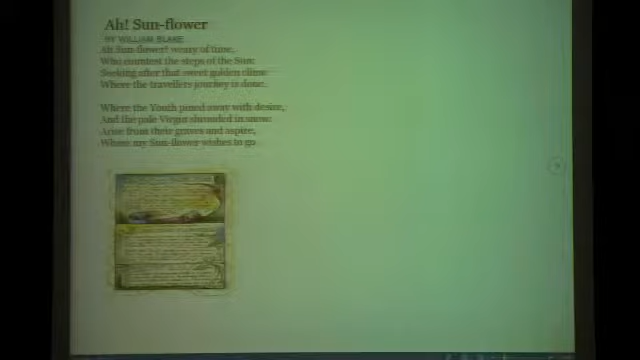 Ah! Sun-flower
BY WILLIAM BLAKE
Ah Sun-flower! weary of time,
Who countest the steps of the Sun:
Seeking after that sweet golden clime
Where the travellers journey is done.
Where the Youth pined away with desire,
And the pale Virgin shrouded in snow:
Arise from their graves and aspire,
Where my Sun-flower wishes to go.